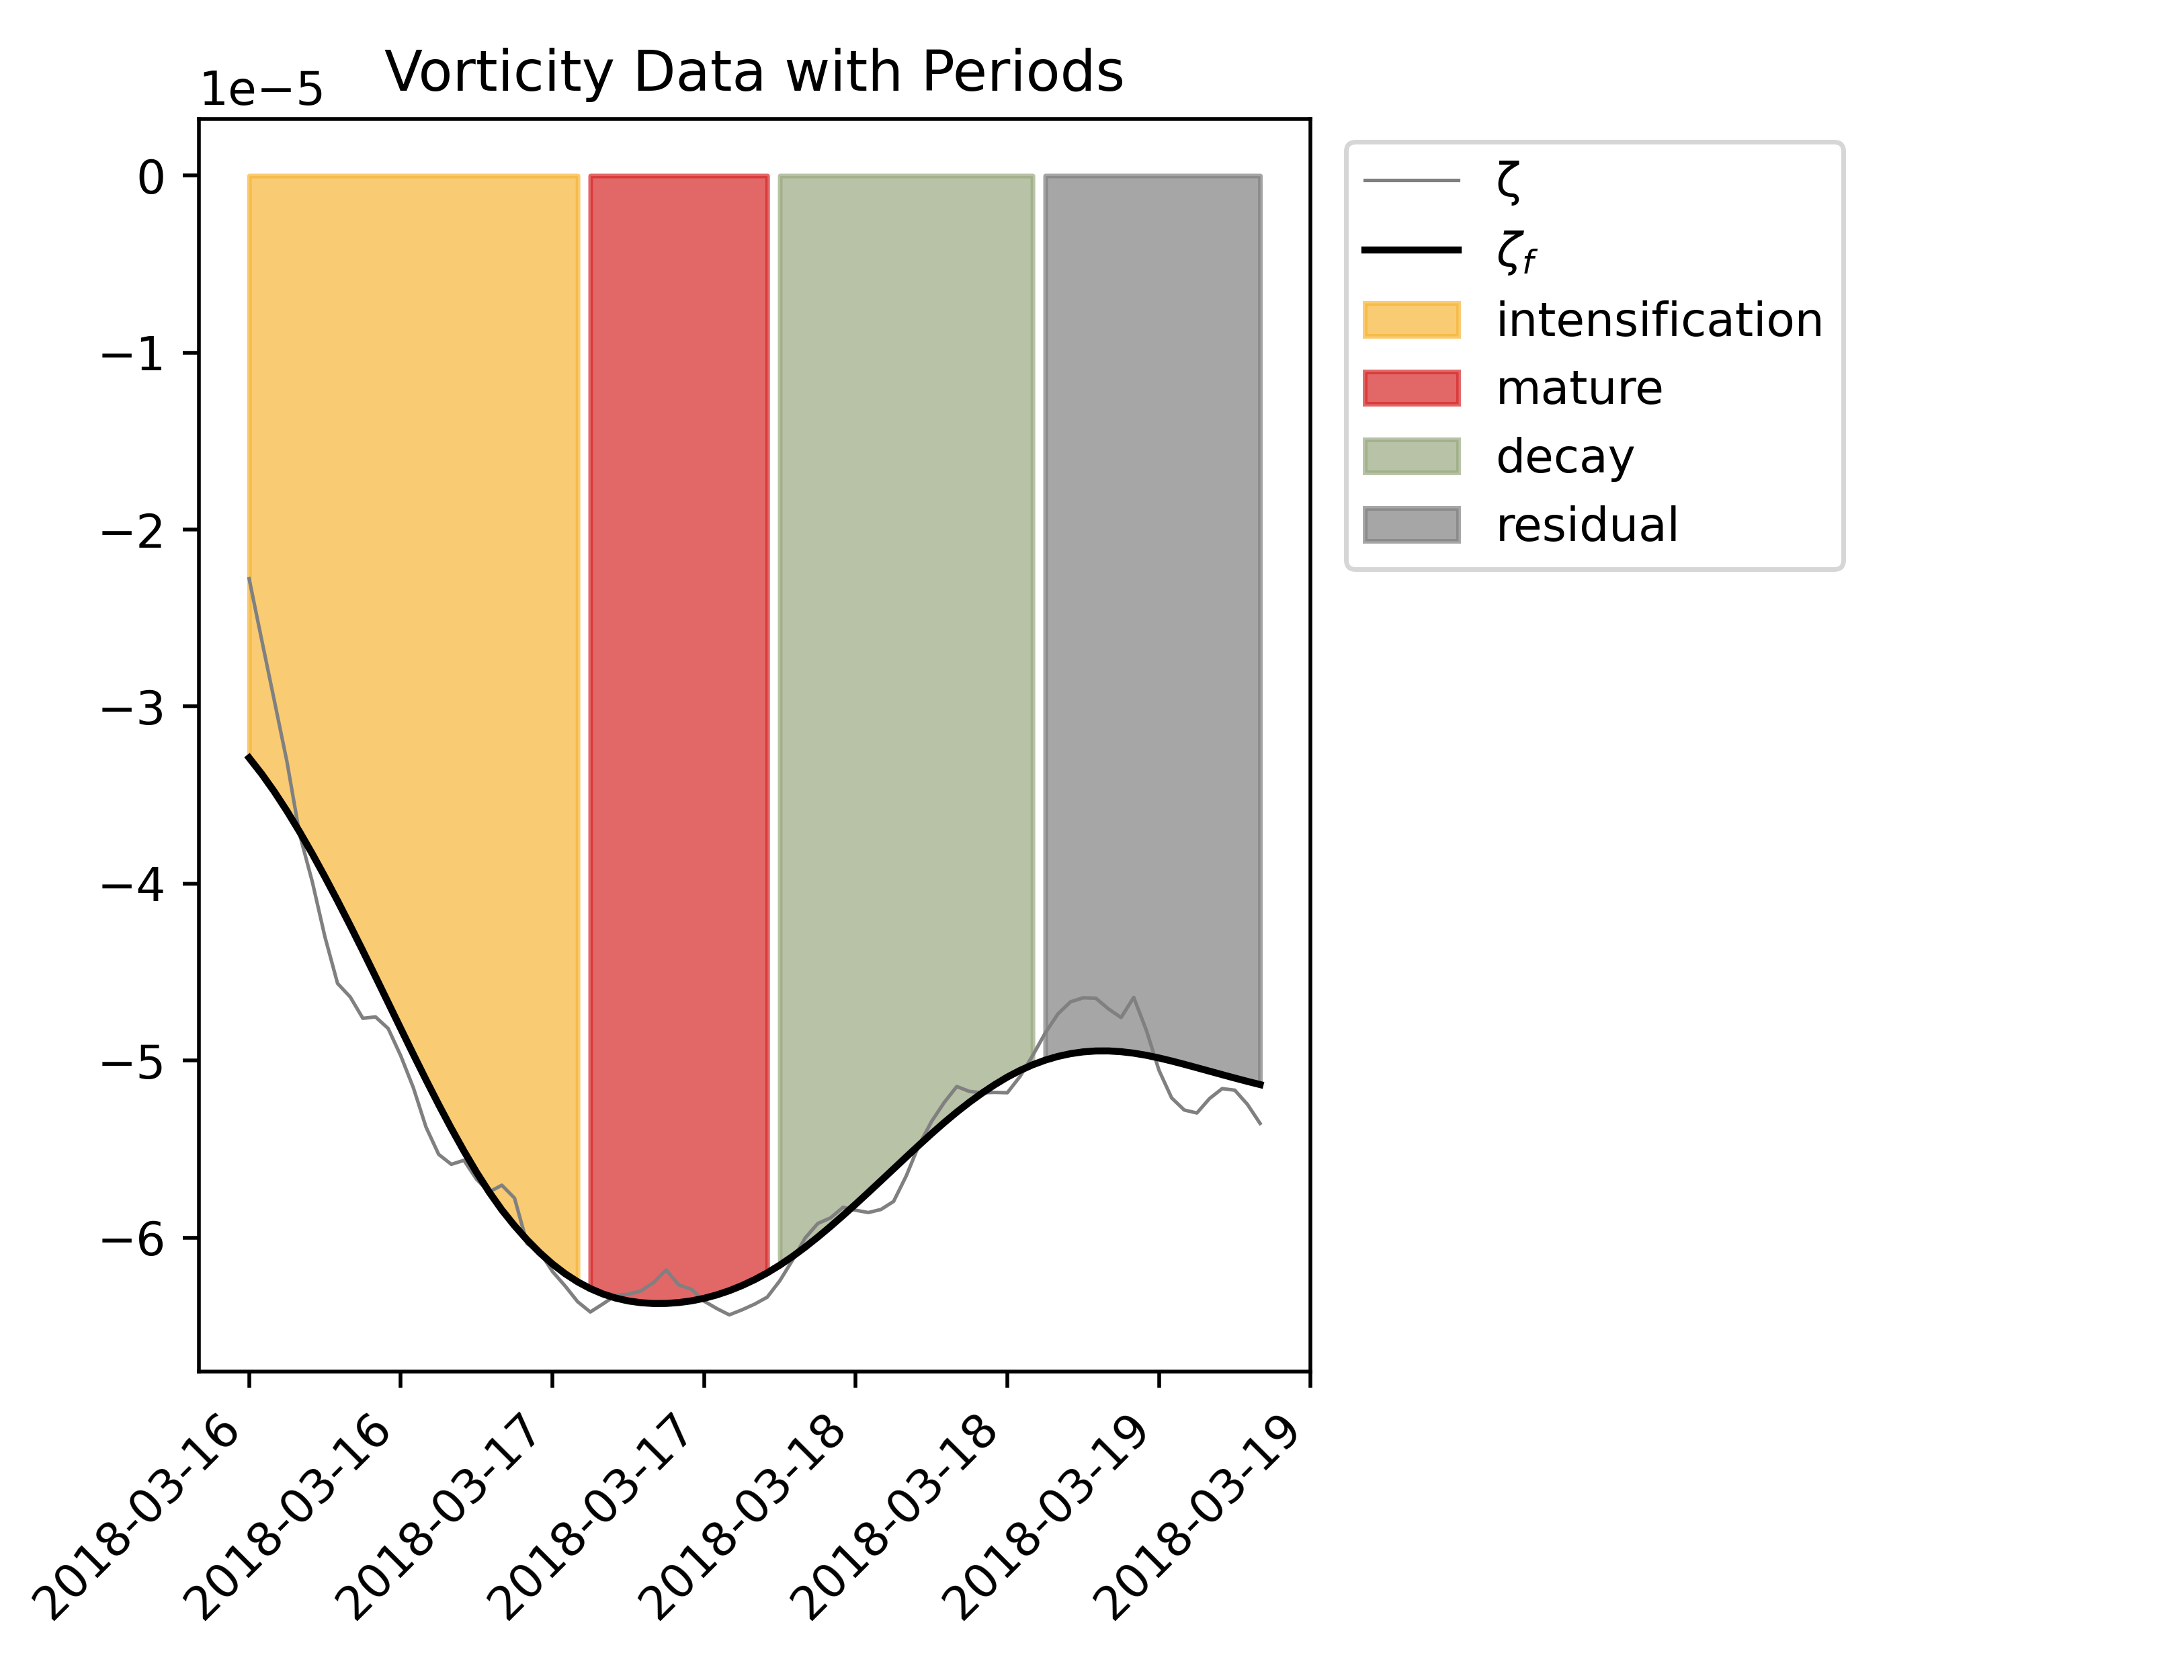 Vorticity Data with Periods
1e−5
0
−1
−2
−3
−4
−5
−6
2018-03-16
2018-03-16
2018-03-17
2018-03-17
2018-03-18
2018-03-18
2018-03-19
2018-03-19
ζ
ζf
intensification
mature
decay
residual